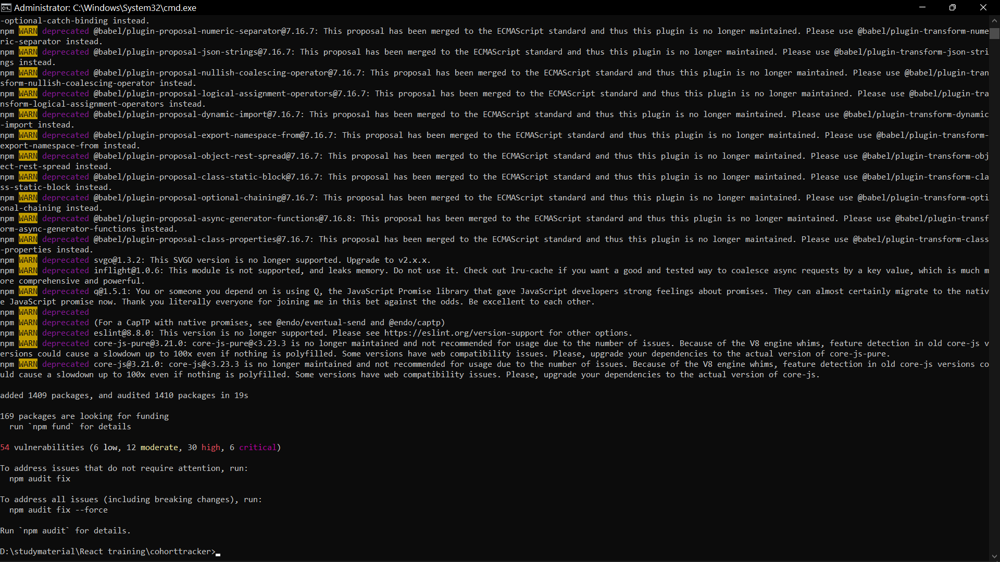 Administrator: C:\Windows\System32\cmd.exe
-optional-catch-binding instead.
npm WARN deprecated @babel/plugin-proposal-numeric-separator@7.16.7: This proposal has been merged to the ECMAScript standard and thus this plugin is no longer maintained. Please use @babel/plugin-transform-nume
ric-separator instead.
npm WARN deprecated @babel/plugin-proposal-json-strings@7.16.7: This proposal has been merged to the ECMAScript standard and thus this plugin is no longer maintained. Please use @babel/plugin-transform-json-stri
ngs instead.
npm WARN deprecated @babel/plugin-proposal-nullish-coalescing-operator@7.16.7: This proposal has been merged to the ECMAScript standard and thus this plugin is no longer maintained. Please use @babel/plugin-tran
sform-nullish-coalescing-operator instead.
npm WARN deprecated @babel/plugin-proposal-logical-assignment-operators@7.16.7: This proposal has been merged to the ECMAScript standard and thus this plugin is no longer maintained. Please use @babel/plugin-tra
nsform-logical-assignment-operators instead.
npm WARN deprecated @babel/plugin-proposal-dynamic-import@7.16.7: This proposal has been merged to the ECMAScript standard and thus this plugin is no longer maintained. Please use @babel/plugin-transform-dynamic
-import instead.
npm WARN deprecated @babel/plugin-proposal-export-namespace-from@7.16.7: This proposal has been merged to the ECMAScript standard and thus this plugin is no longer maintained. Please use @babel/plugin-transform-
export-namespace-from instead.
npm WARN deprecated @babel/plugin-proposal-object-rest-spread@7.16.7: This proposal has been merged to the ECMAScript standard and thus this plugin is no longer maintained. Please use @babel/plugin-transform-obj
ect-rest-spread instead.
npm WARN deprecated @babel/plugin-proposal-class-static-block@7.16.7: This proposal has been merged to the ECMAScript standard and thus this plugin is no longer maintained. Please use @babel/plugin-transform-cla
ss-static-block instead.
npm WARN deprecated @babel/plugin-proposal-optional-chaining@7.16.7: This proposal has been merged to the ECMAScript standard and thus this plugin is no longer maintained. Please use @babel/plugin-transform-opti
onal-chaining instead.
npm WARN deprecated @babel/plugin-proposal-async-generator-functions@7.16.8: This proposal has been merged to the ECMAScript standard and thus this plugin is no longer maintained. Please use @babel/plugin-transf
orm-async-generator-functions instead.
npm WARN deprecated @babel/plugin-proposal-class-properties@7.16.7: This proposal has been merged to the ECMAScript standard and thus this plugin is no longer maintained. Please use @babel/plugin-transform-class
-properties instead.
npm WARN deprecated svgo@1.3.2: This SVGO version is no longer supported. Upgrade to v2.x.x.
npm WARN deprecated inflight@1.0.6: This module is not supported, and leaks memory. Do not use it. Check out lru-cache if you want a good and tested way to coalesce async requests by a key value, which is much m
ore comprehensive and powerful.
npm WARN deprecated q@1.5.1: You or someone you depend on is using Q, the JavaScript Promise library that gave JavaScript developers strong feelings about promises. They can almost certainly migrate to the nativ
e JavaScript promise now. Thank you literally everyone for joining me in this bet against the odds. Be excellent to each other.
npm WARN deprecated
npm WARN deprecated (For a CapTP with native promises, see @endo/eventual-send and @endo/captp)
npm WARN deprecated eslint@8.8.0: This version is no longer supported. Please see https://eslint.org/version-support for other options.
npm WARN deprecated core-js-pure@3.21.0: core-js-pure@<3.23.3 is no longer maintained and not recommended for usage due to the number of issues. Because of the V8 engine whims, feature detection in old core-js v
ersions could cause a slowdown up to 100x even if nothing is polyfilled. Some versions have web compatibility issues. Please, upgrade your dependencies to the actual version of core-js-pure.
npm WARN deprecated core-js@3.21.0: core-js@<3.23.3 is no longer maintained and not recommended for usage due to the number of issues. Because of the V8 engine whims, feature detection in old core-js versions co
uld cause a slowdown up to 100x even if nothing is polyfilled. Some versions have web compatibility issues. Please, upgrade your dependencies to the actual version of core-js.
added 1409 packages, and audited 1410 packages in 19s
169 packages are looking for funding
run `npm fund` for details
54 vulnerabilities (6 low, 12 moderate, 30 high, 6 critical)
To address issues that do not require attention, run:
npm audit fix
To address all issues (including breaking changes), run:
npm audit fix --force
Run `npm audit` for details.
D:\studymaterial\React training\cohorttracker>